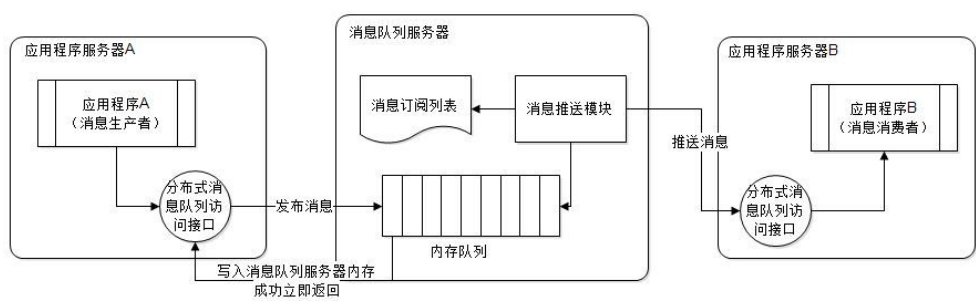 应用程序服务器A
应用程序A
（消息生产者）
分布式消
息队列访
问接口
发布消息
写入消息队列服务器内存
成功立即返回
消息队列服务器
消息订阅列表
消息推送模块
内存队列
推送消息
应用程序服务器B
应用程序B
（消息消费者）
分布式消
息队列访
问接口